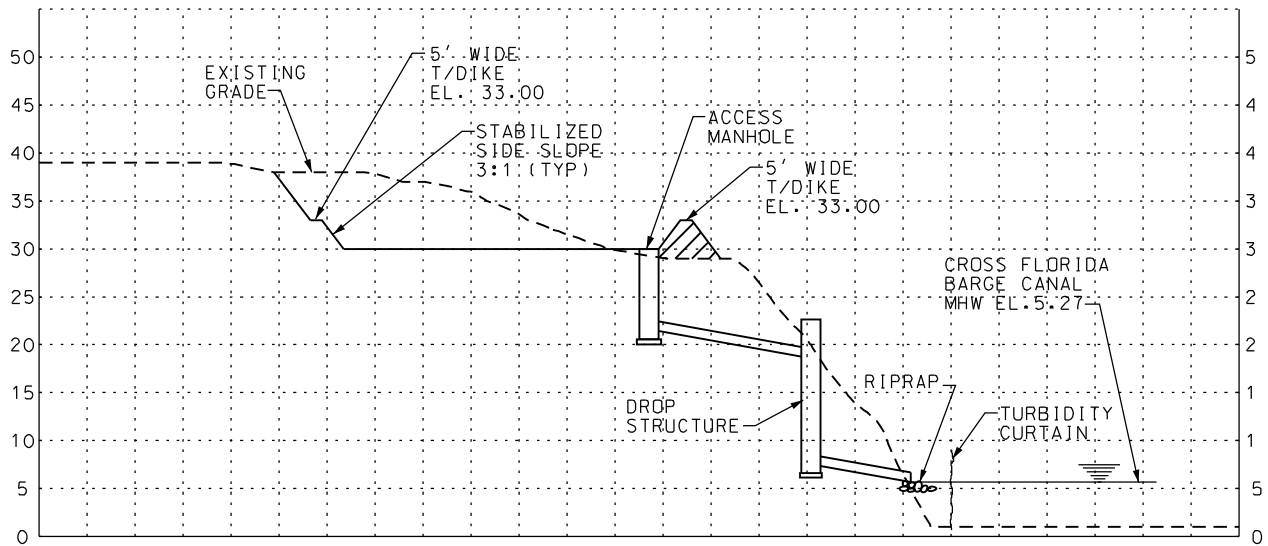 50
45
40
35
30
25
20
15
10
5
0
EXISTING
GRADE
5' WIDE
T/DIKE
EL. 33.00
STABILIZED
SIDE SLOPE
3:1 (TYP)
ACCESS
MANHOLE
5' WIDE
T/DIKE
EL. 33.00
CROSS FLORIDA
BARGE CANAL
MHW EL.5.27
DROP
STRUCTURE
RIPRAP
TURBIDITY
CURTAIN
5
4
4
3
3
2
2
1
1
5
0